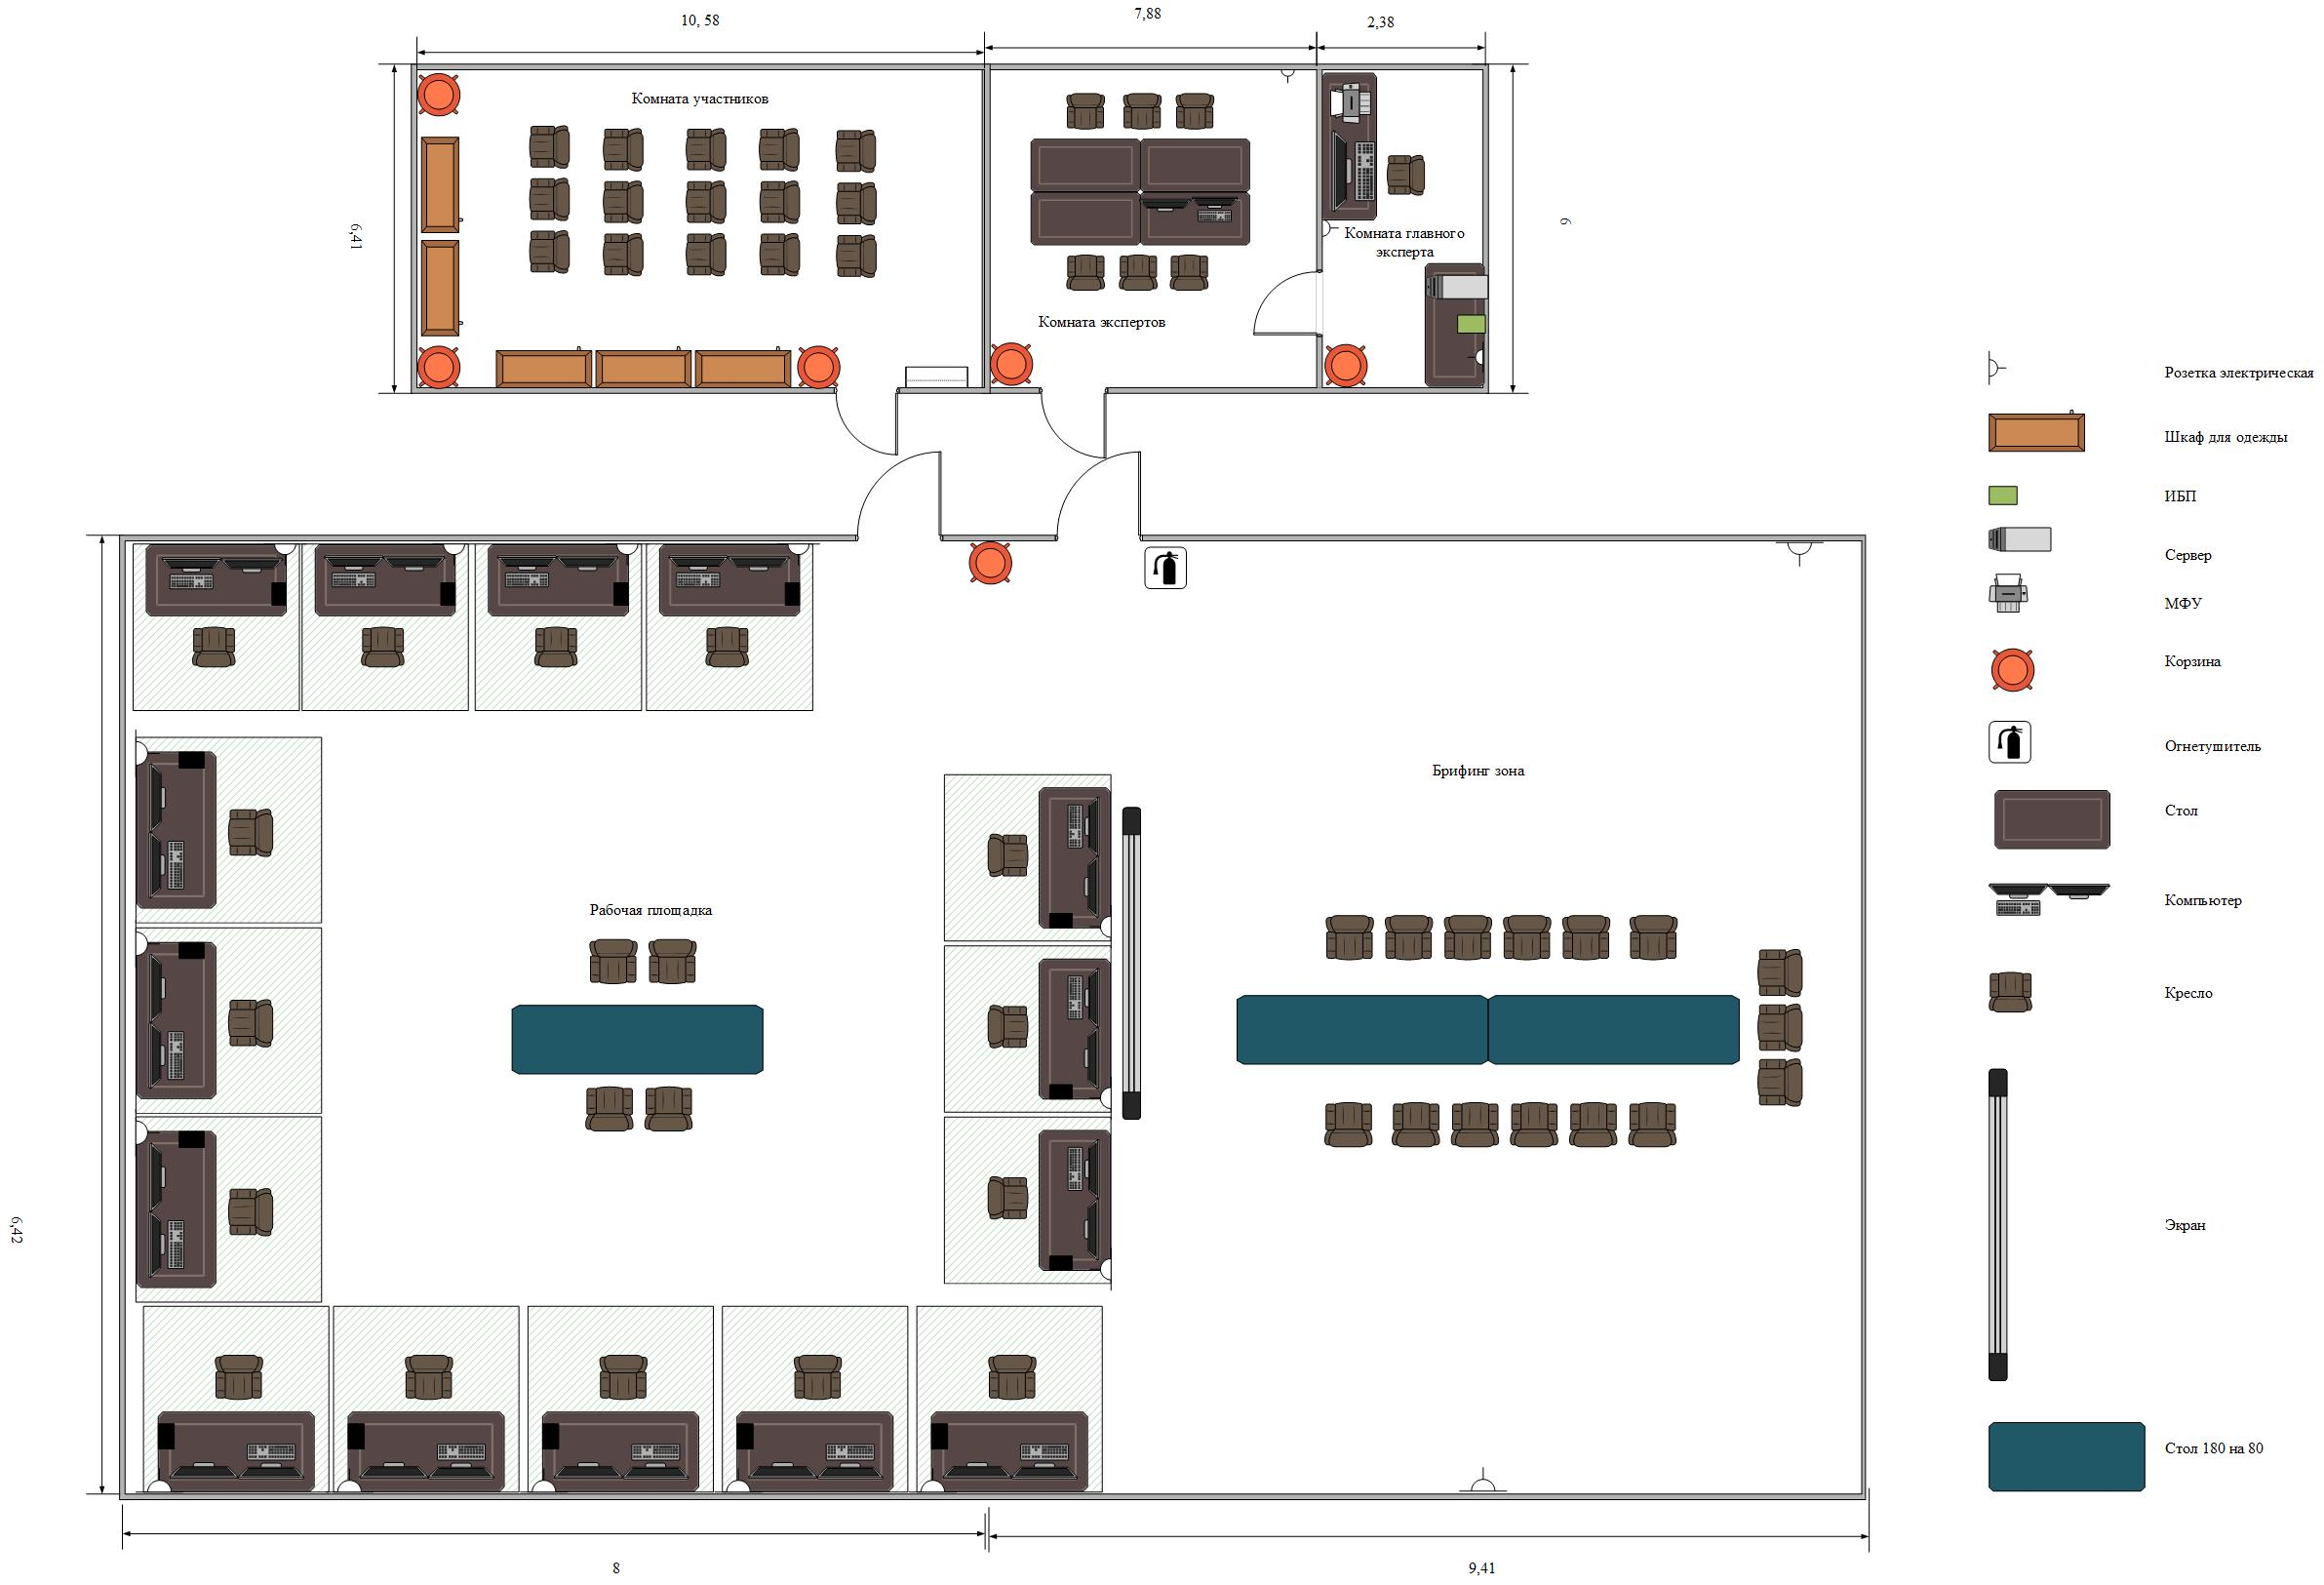 10, 58
7,88
2,38
Комната участников
6,41
6
Комната главного
эксперта
Комната экспертов
Розетка электрическая
Шкаф для одежды
ИБП
Сервер
МФУ
Корзина
Огнетушитель
Брифинг зона
Стол
Рабочая площадка
Компьютер
Кресло
6,42
Экран
Стол 180 на 80
8
9,41